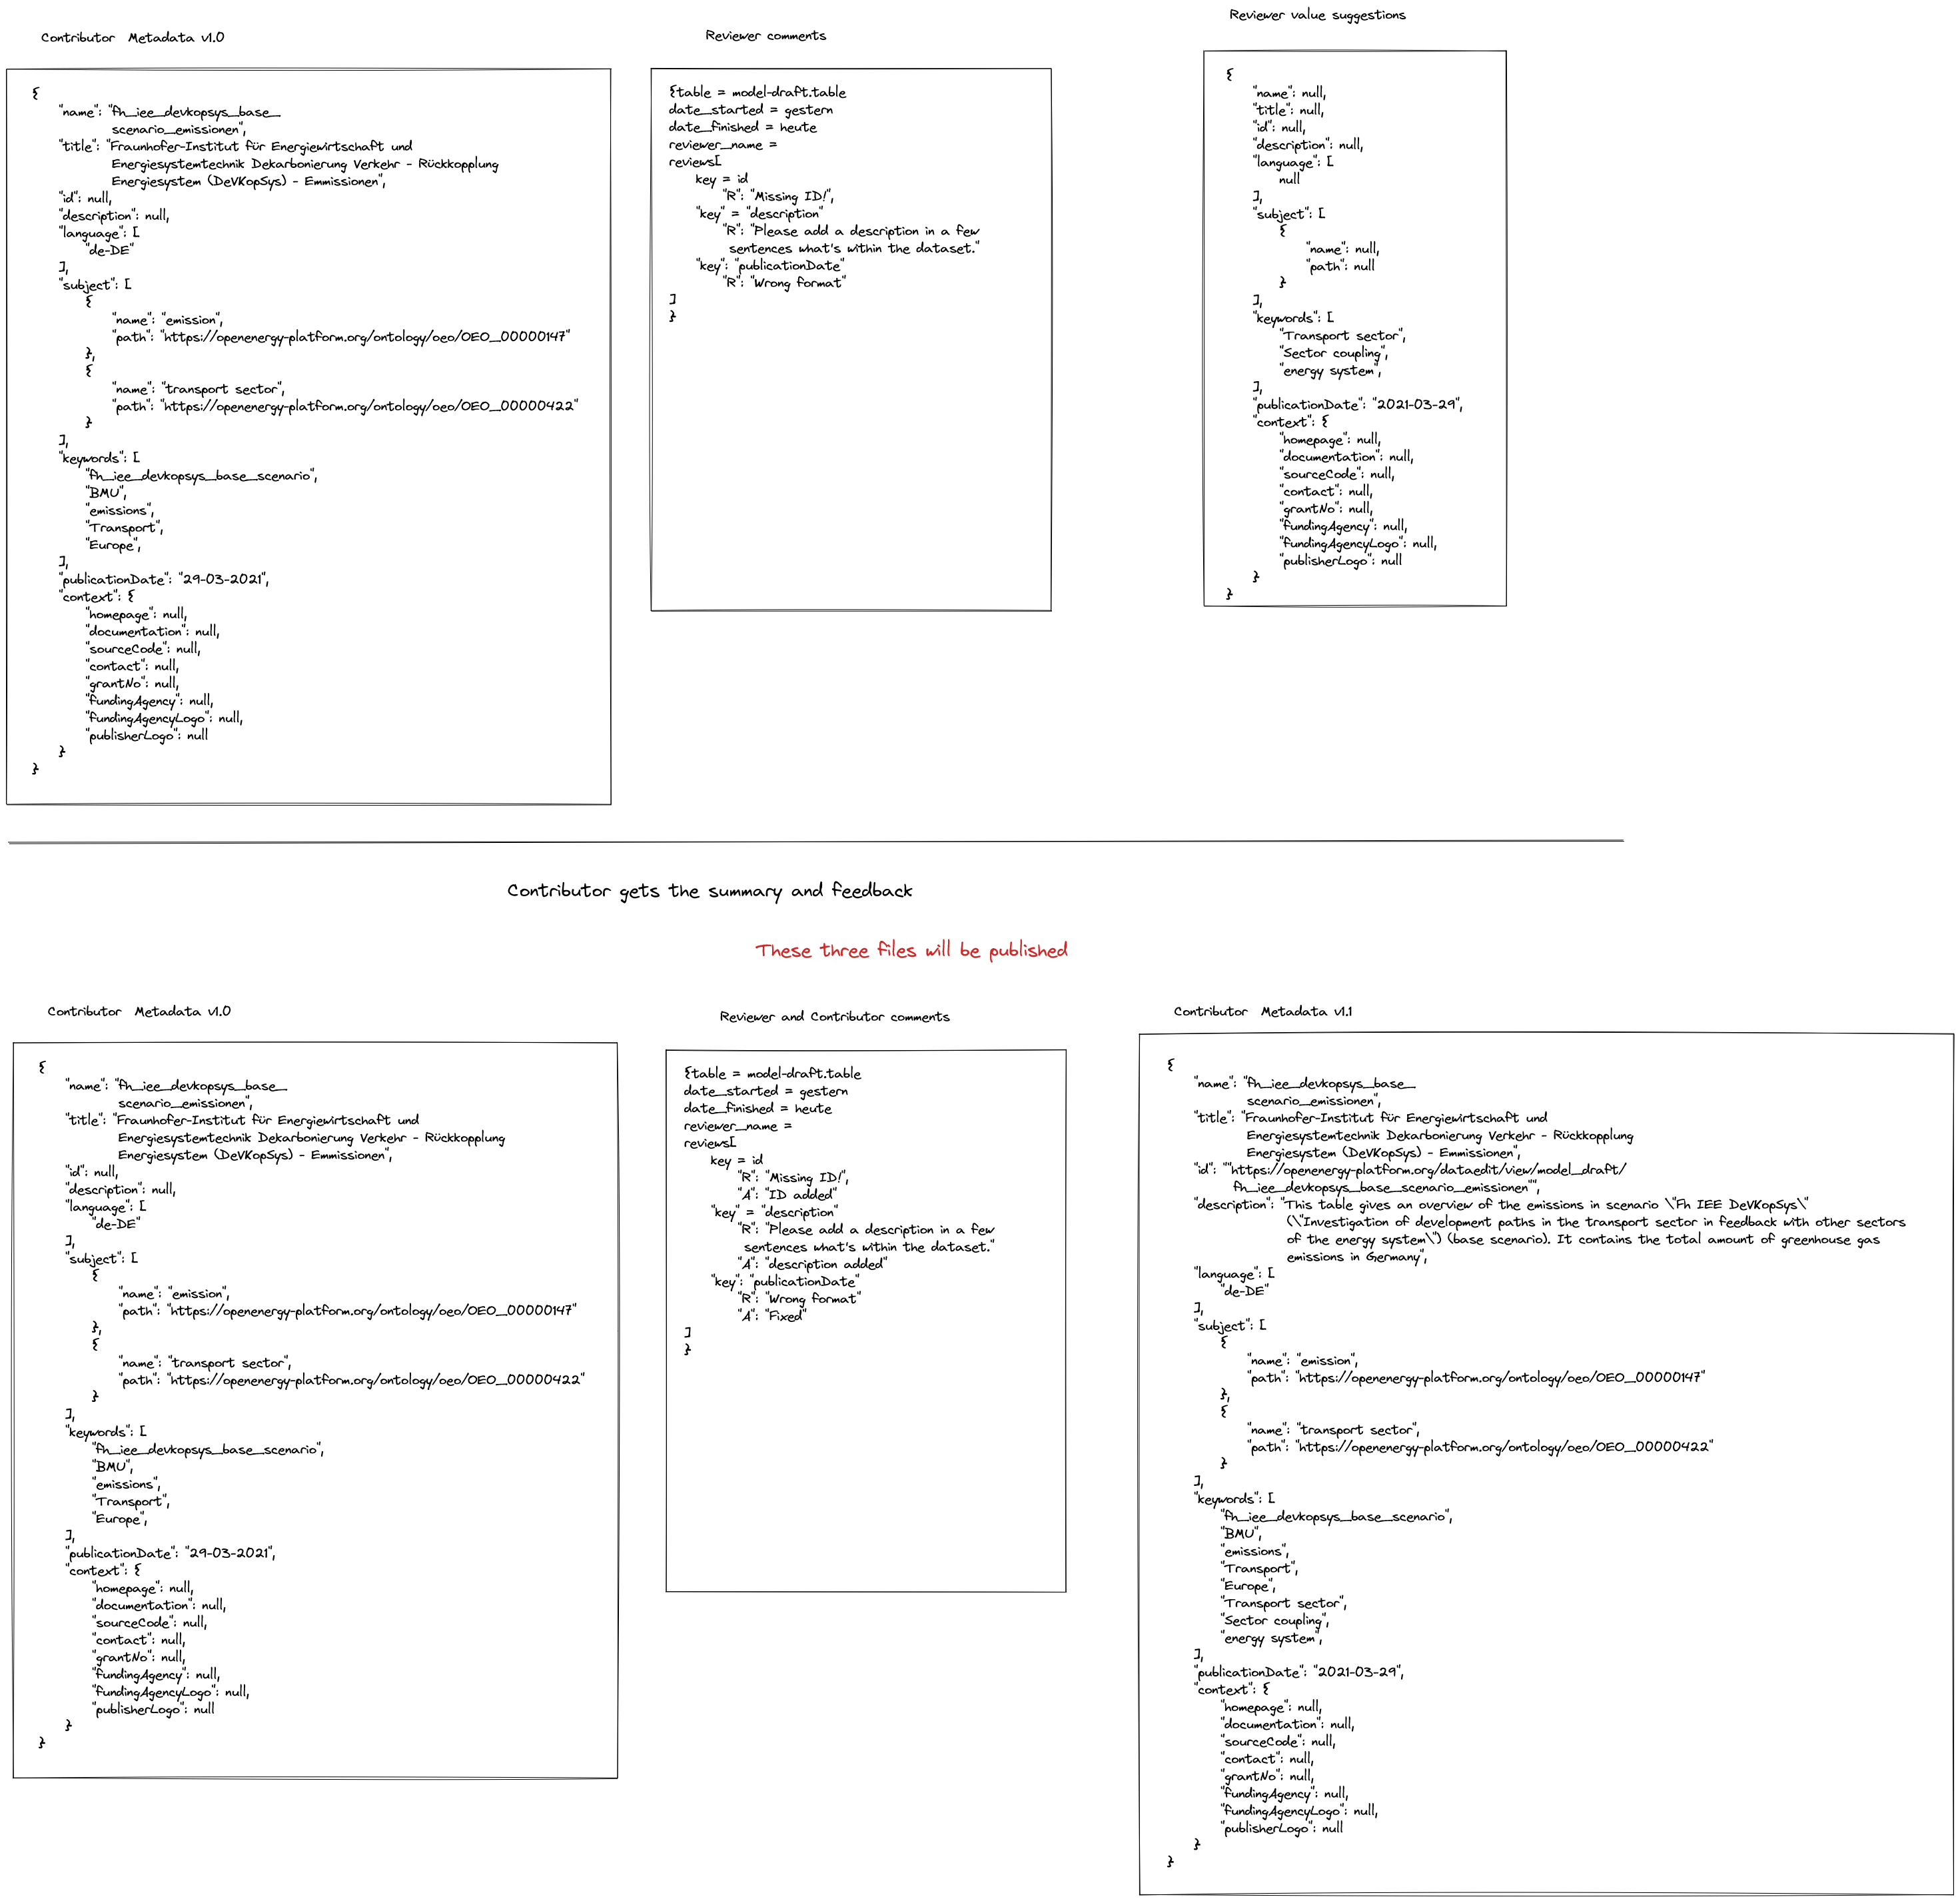 Contributor  Metadata v1.0
{
"name": "fh_iee_devkopsys_base_
scenario_emissionen",
"title": "Fraunhofer-Institut für Energiewirtschaft und
Energiesystemtechnik Dekarbonierung Verkehr - Rückkopplung
Energiesystem (DeVKopSys) - Emmissionen",
"id": null,
"description": null,
"language": [
"de-DE"
],
"subject": [
{
"name": "emission",
"path": "https://openenergy-platform.org/ontology/oeo/OEO_00000147"
},
{
"name": "transport sector",
"path": "https://openenergy-platform.org/ontology/oeo/OEO_00000422"
}
],
"keywords": [
"fh_iee_devkopsys_base_scenario",
"BMU",
"emissions",
"Transport",
"Europe",
],
"publicationDate": "29-03-2021",
"context": {
"homepage": null,
"documentation": null,
"sourceCode": null,
"contact": null,
"grantNo": null,
"fundingAgency": null,
"fundingAgencyLogo": null,
"publisherLogo": null
}
}
Reviewer comments
{table = model-draft.table
date_started = gestern
date_finished = heute
reviewer_name =
reviews[
key = id
"R": "Missing ID!",
"key" = "description"
"R": "Please add a description in a few
sentences what's within the dataset."
"key": "publicationDate"
"R": "Wrong format"
]
}
Reviewer value suggestions
{
"name": null,
"title": null,
"id": null,
"description": null,
"language": [
null
],
"subject": [
{
"name": null,
"path": null
}
],
"keywords": [
"Transport sector",
"Sector coupling",
"energy system",
],
"publicationDate": "2021-03-29",
"context": {
"homepage": null,
"documentation": null,
"sourceCode": null,
"contact": null,
"grantNo": null,
"fundingAgency": null,
"fundingAgencyLogo": null,
"publisherLogo": null
}
}
Contributor gets the summary and feedback
These three files will be published
Contributor  Metadata v1.0
{
"name": "fh_iee_devkopsys_base_
scenario_emissionen",
"title": "Fraunhofer-Institut für Energiewirtschaft und
Energiesystemtechnik Dekarbonierung Verkehr - Rückkopplung
Energiesystem (DeVKopSys) - Emmissionen",
"id": null,
"description": null,
"language": [
"de-DE"
],
"subject": [
{
"name": "emission",
"path": "https://openenergy-platform.org/ontology/oeo/OEO_00000147"
},
{
"name": "transport sector",
"path": "https://openenergy-platform.org/ontology/oeo/OEO_00000422"
}
],
"keywords": [
"fh_iee_devkopsys_base_scenario",
"BMU",
"emissions",
"Transport",
"Europe",
],
"publicationDate": "29-03-2021",
"context": {
"homepage": null,
"documentation": null,
"sourceCode": null,
"contact": null,
"grantNo": null,
"fundingAgency": null,
"fundingAgencyLogo": null,
"publisherLogo": null
}
}
Reviewer and Contributor comments
{table = model-draft.table
date_started = gestern
date_finished = heute
reviewer_name =
reviews[
key = id
"R": "Missing ID!",
"A": "ID added"
"key" = "description"
"R": "Please add a description in a few
sentences what's within the dataset."
"A": "description added"
"key": "publicationDate"
"R": "Wrong format"
"A": "Fixed"
]
}
Contributor  Metadata v1.1
{
"name": "fh_iee_devkopsys_base_
scenario_emissionen",
"title": "Fraunhofer-Institut für Energiewirtschaft und
Energiesystemtechnik Dekarbonierung Verkehr - Rückkopplung
Energiesystem (DeVKopSys) - Emmissionen",
"id": ""https://openenergy-platform.org/dataedit/view/model_draft/
fh_iee_devkopsys_base_scenario_emissionen"",
"description": "This table gives an overview of the emissions in scenario \"Fh IEE DeVKopSys\"
(\"Investigation of development paths in the transport sector in feedback with other sectors
of the energy system\") (base scenario). It contains the total amount of greenhouse gas
emissions in Germany",
"language": [
"de-DE"
],
"subject": [
{
"name": "emission",
"path": "https://openenergy-platform.org/ontology/oeo/OEO_00000147"
},
{
"name": "transport sector",
"path": "https://openenergy-platform.org/ontology/oeo/OEO_00000422"
}
],
"keywords": [
"fh_iee_devkopsys_base_scenario",
"BMU",
"emissions",
"Transport",
"Europe",
"Transport sector",
"Sector coupling",
"energy system",
],
"publicationDate": "2021-03-29",
"context": {
"homepage": null,
"documentation": null,
"sourceCode": null,
"contact": null,
"grantNo": null,
"fundingAgency": null,
"fundingAgencyLogo": null,
"publisherLogo": null
}
}